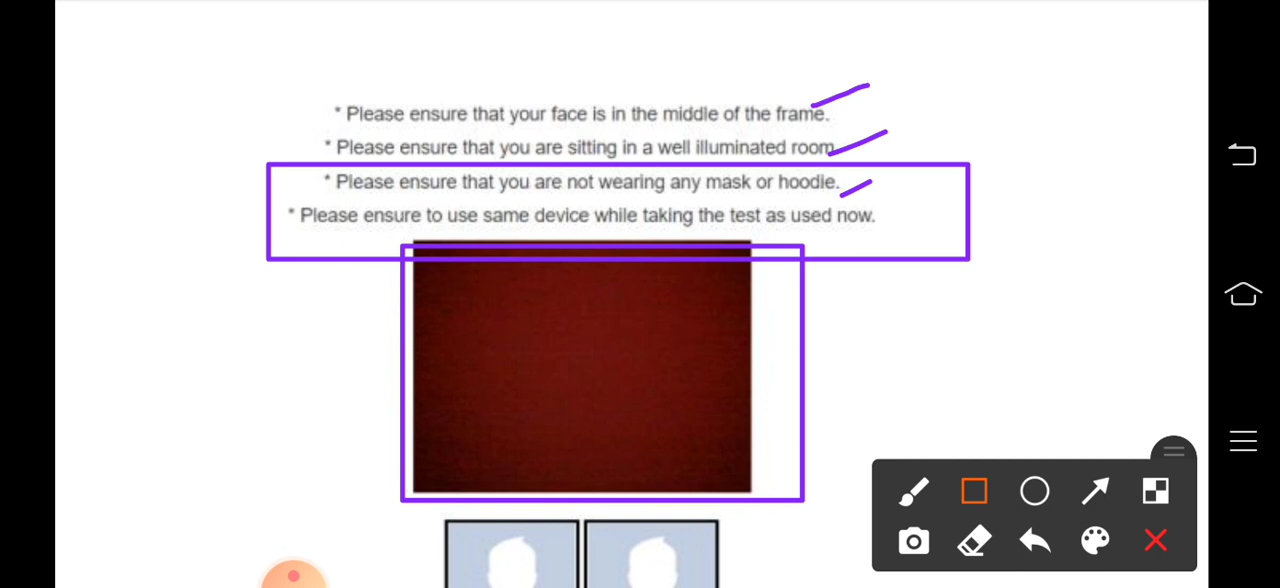 * Please ensure that your face is in the middle of the frame.
* Please ensure that you are sitting in a well illuminated room.
* Please ensure that you are not wearing any mask or hoodie.
* Please ensure to use same device while taking the test as used now.